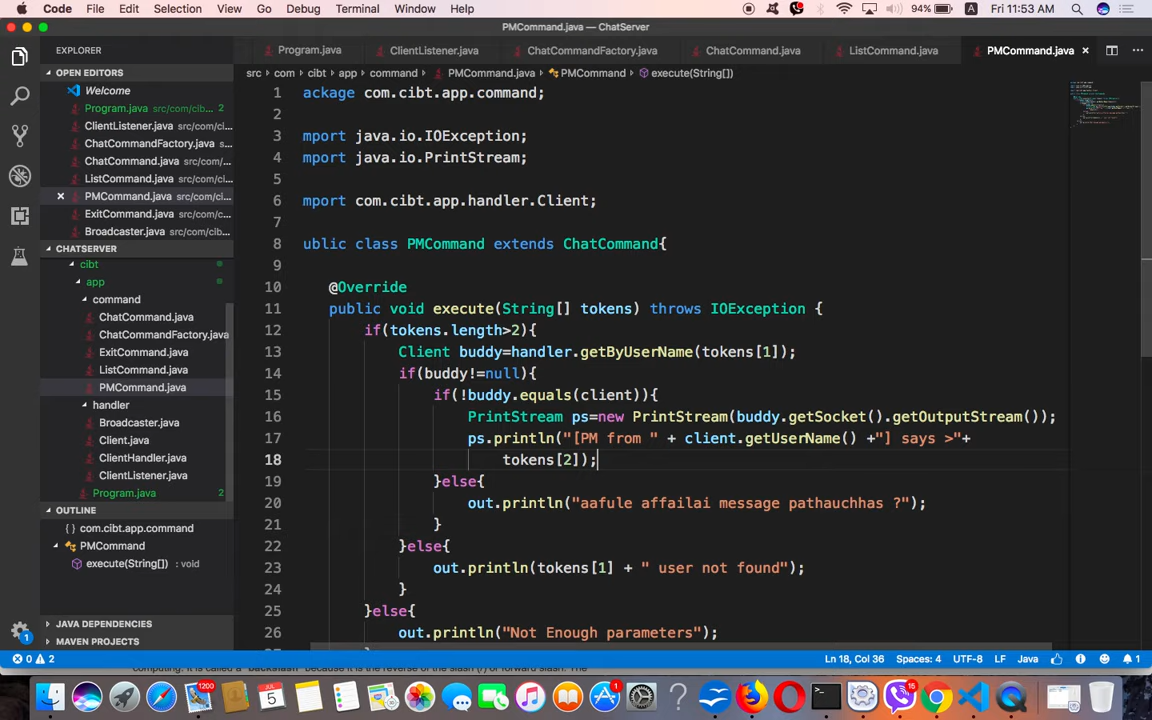 Code File Edit Selection View Go Debug Terminal Window Help 94% A Fri 11:53 AM
PMCommand.java — ChatServer
EXPLORER
Program.java ClientListener.java ChatCommandFactory.java ChatCommand.java ListCommand.java PMCommand.java ×
OPEN EDITORS
src › com › cibt › app › command › PMCommand.java › PMCommand › execute(String[])
Welcome
Program.java src/com/cibt... 2
ClientListener.java src/com/ci...
ChatCommandFactory.java
ChatCommand.java src/com/...
ListCommand.java src/com/ci...
PMCommand.java src/com/ci...
ExitCommand.java src/com/c...
Broadcaster.java src/com/cib...
CHATSERVER
cibt
app
command
ChatCommand.java
ChatCommandFactory.java
ExitCommand.java
ListCommand.java
PMCommand.java
handler
Broadcaster.java
Client.java
ClientHandler.java
ClientListener.java
Program.java 2
OUTLINE
{ } com.cibt.app.command
PMCommand
execute(String[]) : void
JAVA DEPENDENCIES
MAVEN PROJECTS
1 ackage com.cibt.app.command;
2
3 mport java.io.IOException;
4 mport java.io.PrintStream;
5
6 mport com.cibt.app.handler.Client;
7
8 ublic class PMCommand extends ChatCommand{
9
10 @Override
11 public void execute(String[] tokens) throws IOException {
12 if(tokens.length>2){
13 Client buddy=handler.getByUserName(tokens[1]);
14 if(buddy!=null){
15 if(!buddy.equals(client)){
16 PrintStream ps=new PrintStream(buddy.getSocket().getOutputStream());
17 ps.println("[PM from " + client.getUserName() +"] says >"+
18 tokens[2]);
19 }else{
20 out.println("aafule affailai message pathauchhas ?");
21 }
22 }else{
23 out.println(tokens[1] + " user not found");
24 }
25 }else{
26 out.println("Not Enough parameters");
1
0 2 Ln 18, Col 36 Spaces: 4 UTF-8 LF Java 1
1200 5 1 16